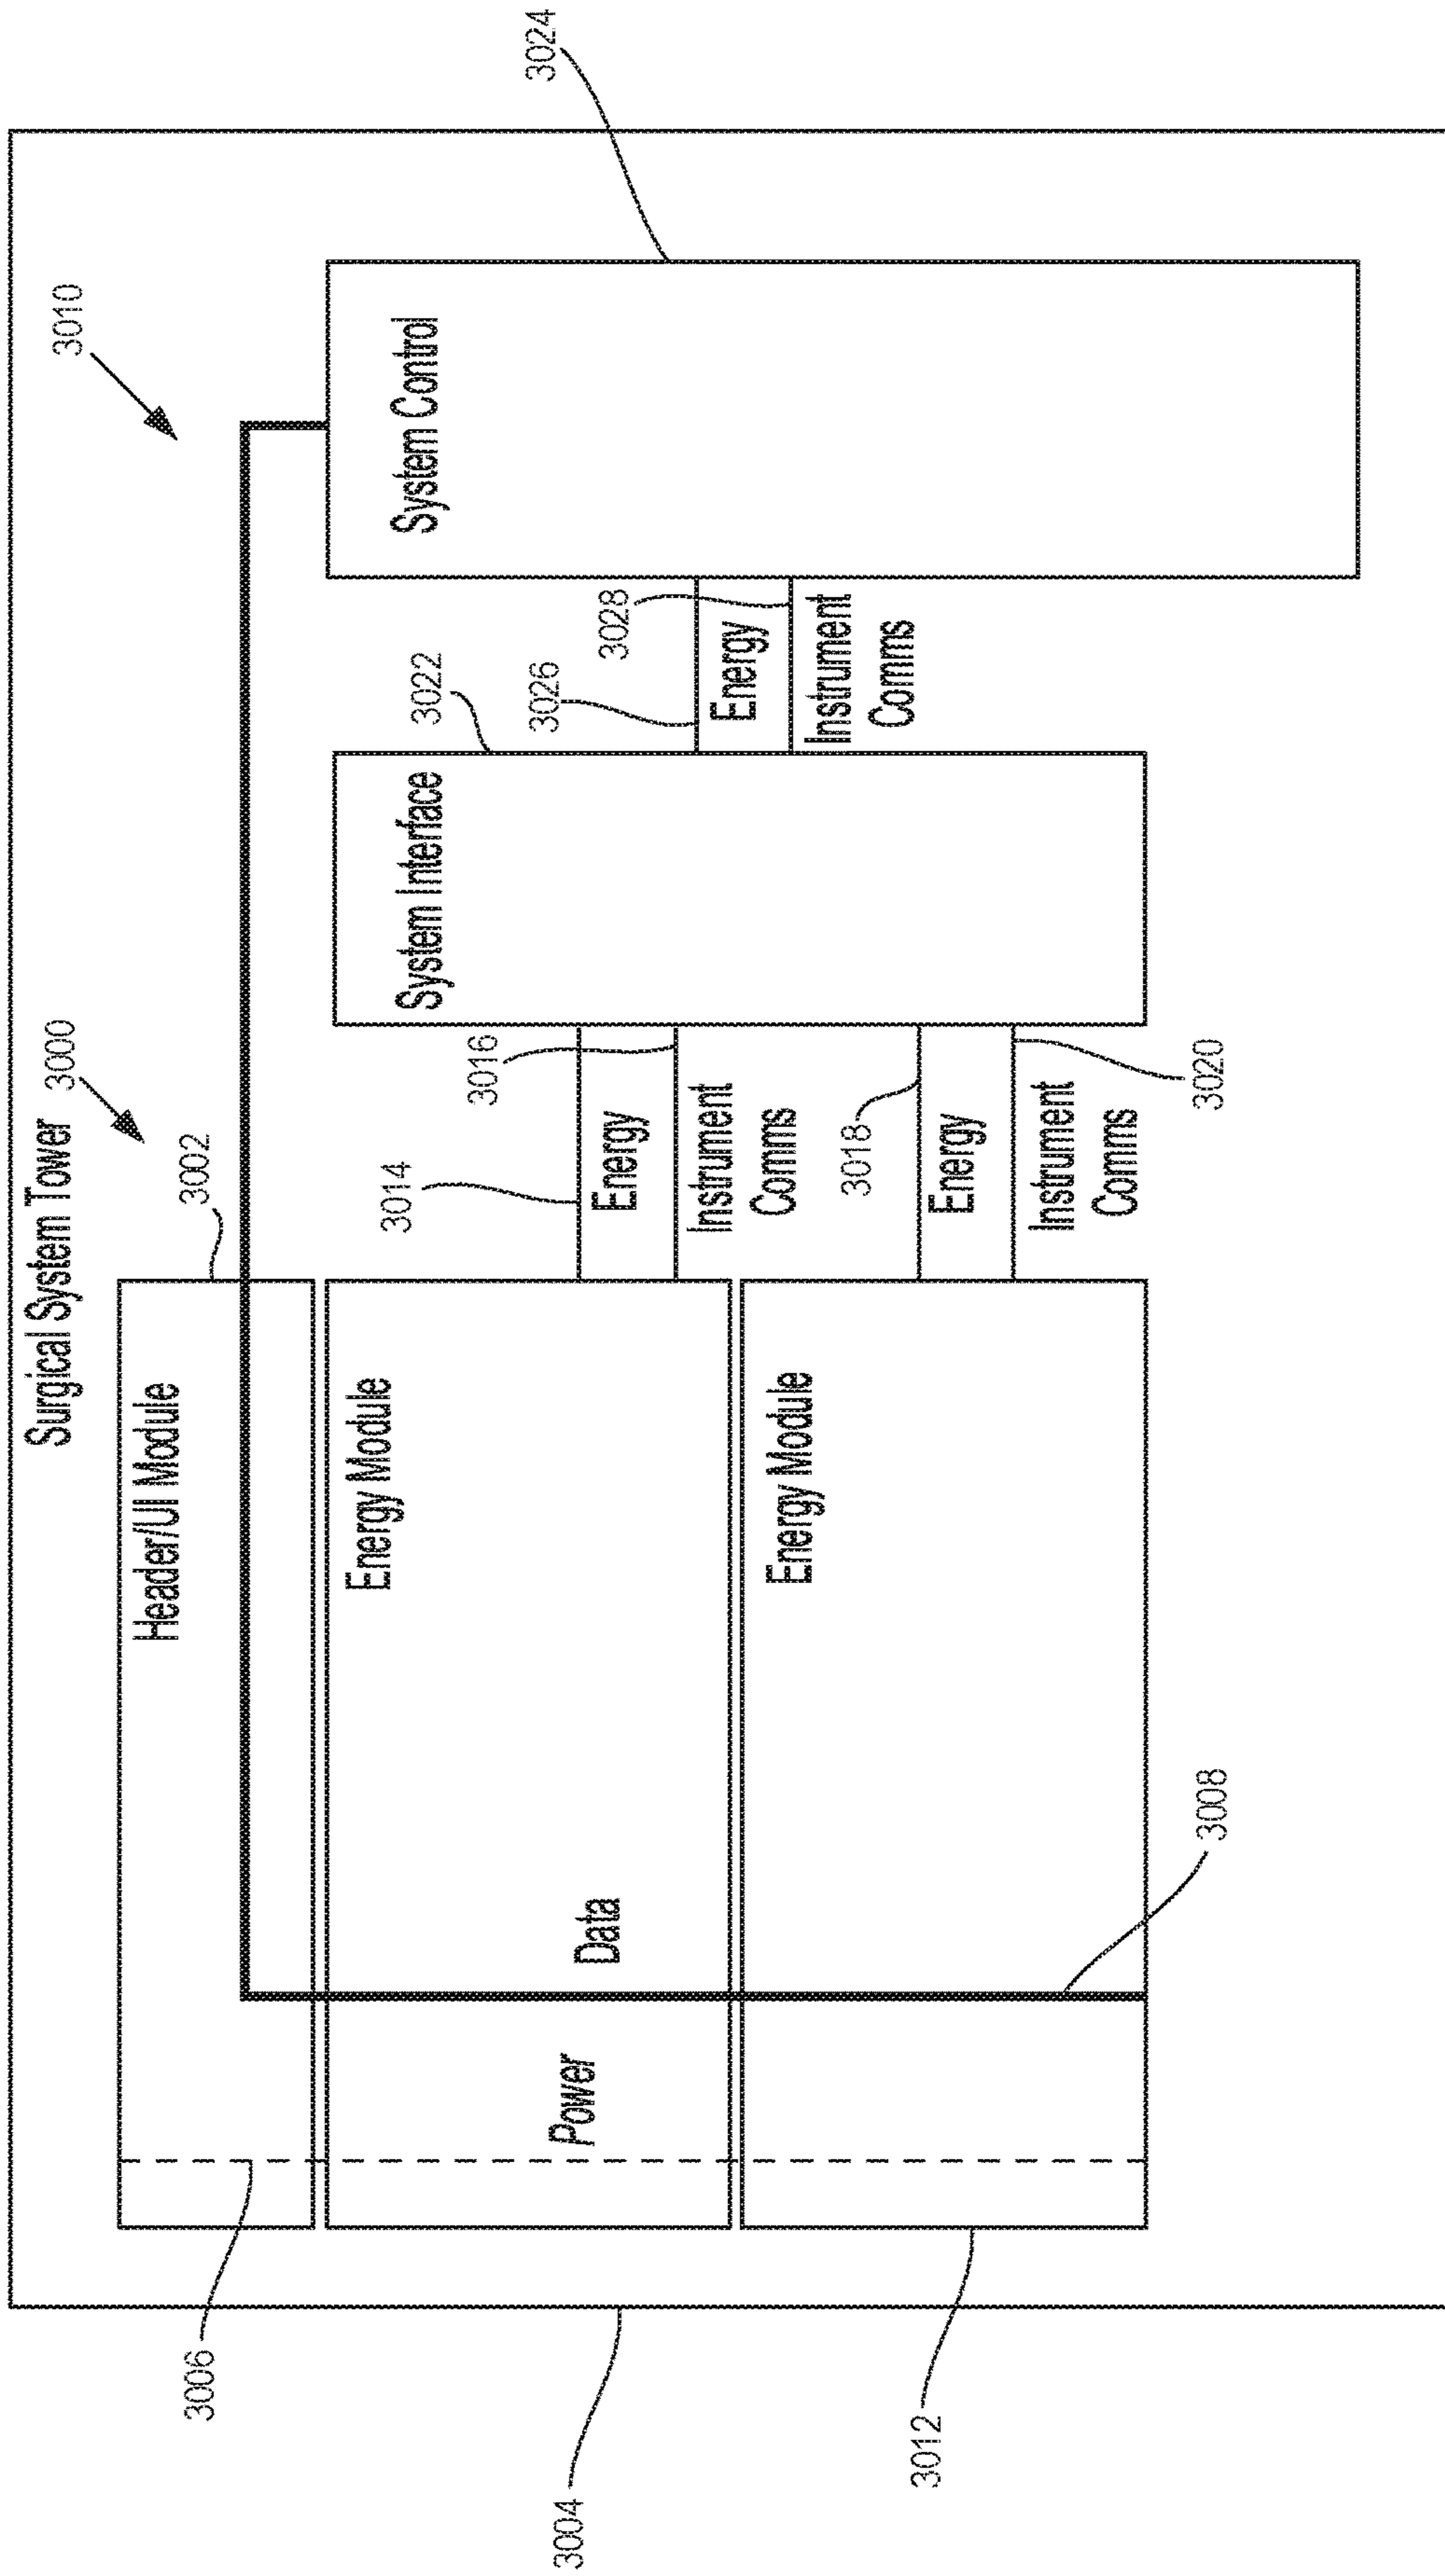 Surgical System Tower
3000
3010
3002
Header/UI Module
3006
Energy Module
Power
Data
3004
3014
Energy
3016
Instrument
Comms
System Interface
3022
3026
Energy
3028
Instrument
Comms
System Control
3024
Energy Module
3012
3008
3018
Energy
Instrument
Comms
3020